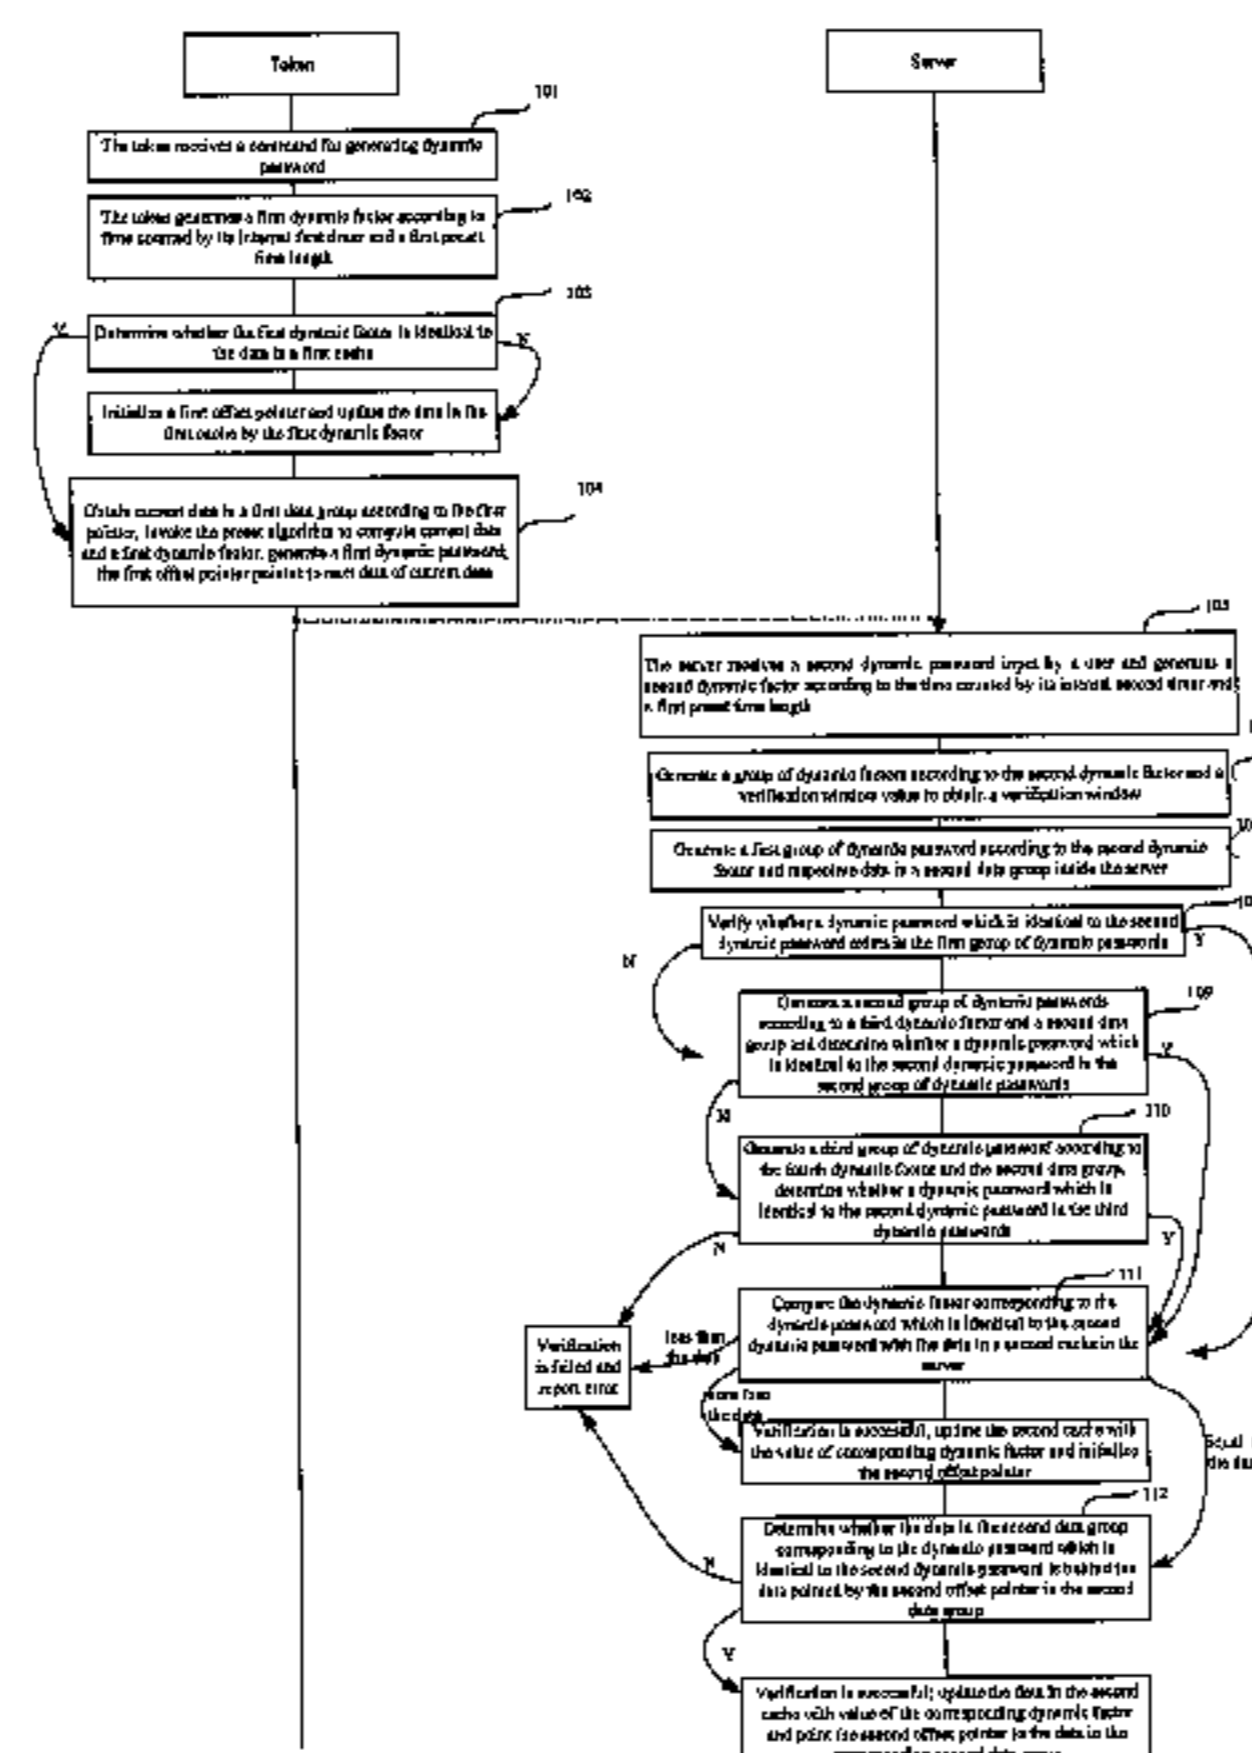 Token
Server
101
The token receives a command for generating dynamic
password
102
The token generates a first dynamic factor according to
time counted by its internal first timer and a first preset
time length
103
Y
Determine whether the first dynamic factor is identical to
the data in a first cache
N
Initialize a first offset pointer and update the data in the
first cache by the first dynamic factor
104
Obtain current data in a first data group according to the first
pointer, invoke the preset algorithm to compute current data
and a first dynamic factor, generate a first dynamic password,
the first offset pointer points to next data of current data
105
The server receives a second dynamic password input by a user and generates a
second dynamic factor according to the time counted by its internal second timer and
a first preset time length
Generate a group of dynamic factors according to the second dynamic factor and a
verification window value to obtain a verification window
10
Generate a first group of dynamic password according to the second dynamic
factor and respective data in a second data group inside the server
10
Verify whether a dynamic password which is identical to the second
dynamic password exists in the first group of dynamic passwords
Y
N
109
Generate a second group of dynamic passwords
according to a third dynamic factor and a second data
group and determine whether a dynamic password which
is identical to the second dynamic password in the
second group of dynamic passwords
Y
N
110
Generate a third group of dynamic password according to
the fourth dynamic factor and the second data group,
determine whether a dynamic password which is
identical to the second dynamic password in the third
dynamic passwords
N
Y
111
Compare the dynamic factor corresponding to the
dynamic password which is identical to the second
dynamic password with the data in a second cache in the
server
less than
the data
Verification
is failed and
report error
more than
the data
Verification is successful, update the second cache with
the value of corresponding dynamic factor and initialize
the second offset pointer
Equal
the
112
Determine whether the data in the second data group
corresponding to the dynamic password which is
identical to the second dynamic password is behind the
data pointed by the second offset pointer in the second
data group
N
Y
Verification is successful; update the data in the second
cache with value of the corresponding dynamic factor
and point the second offset pointer to the data in the